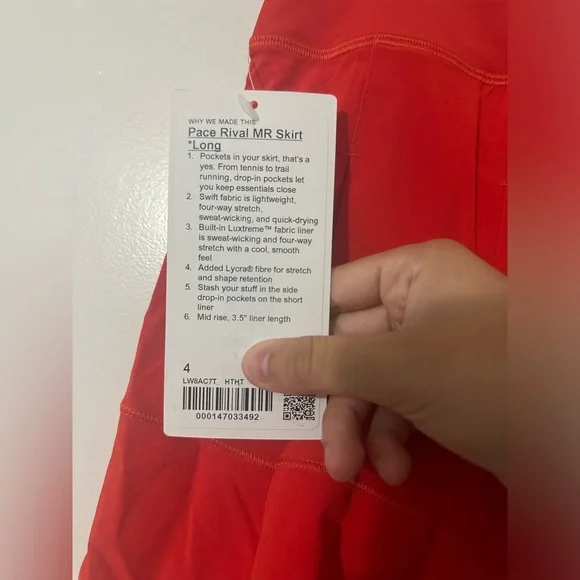 WHY WE MADE THIS
Pace Rival MR Skirt
*Long
1. Pockets in your skirt, that's a
yes. From tennis to trail
running, drop-in pockets let
you keep essentials close
2. Swift fabric is lightweight,
four-way stretch,
sweat-wicking, and quick-drying
3. Built-in Luxtreme™ fabric liner
is sweat-wicking and four-way
stretch with a cool, smooth
feel
4. Added Lycra® fibre for stretch
and shape retention
5. Stash your stuff in the side
drop-in pockets on the short
liner
6. Mid rise, 3.5" liner length
4
LW8AC7T HTHT
000147033492